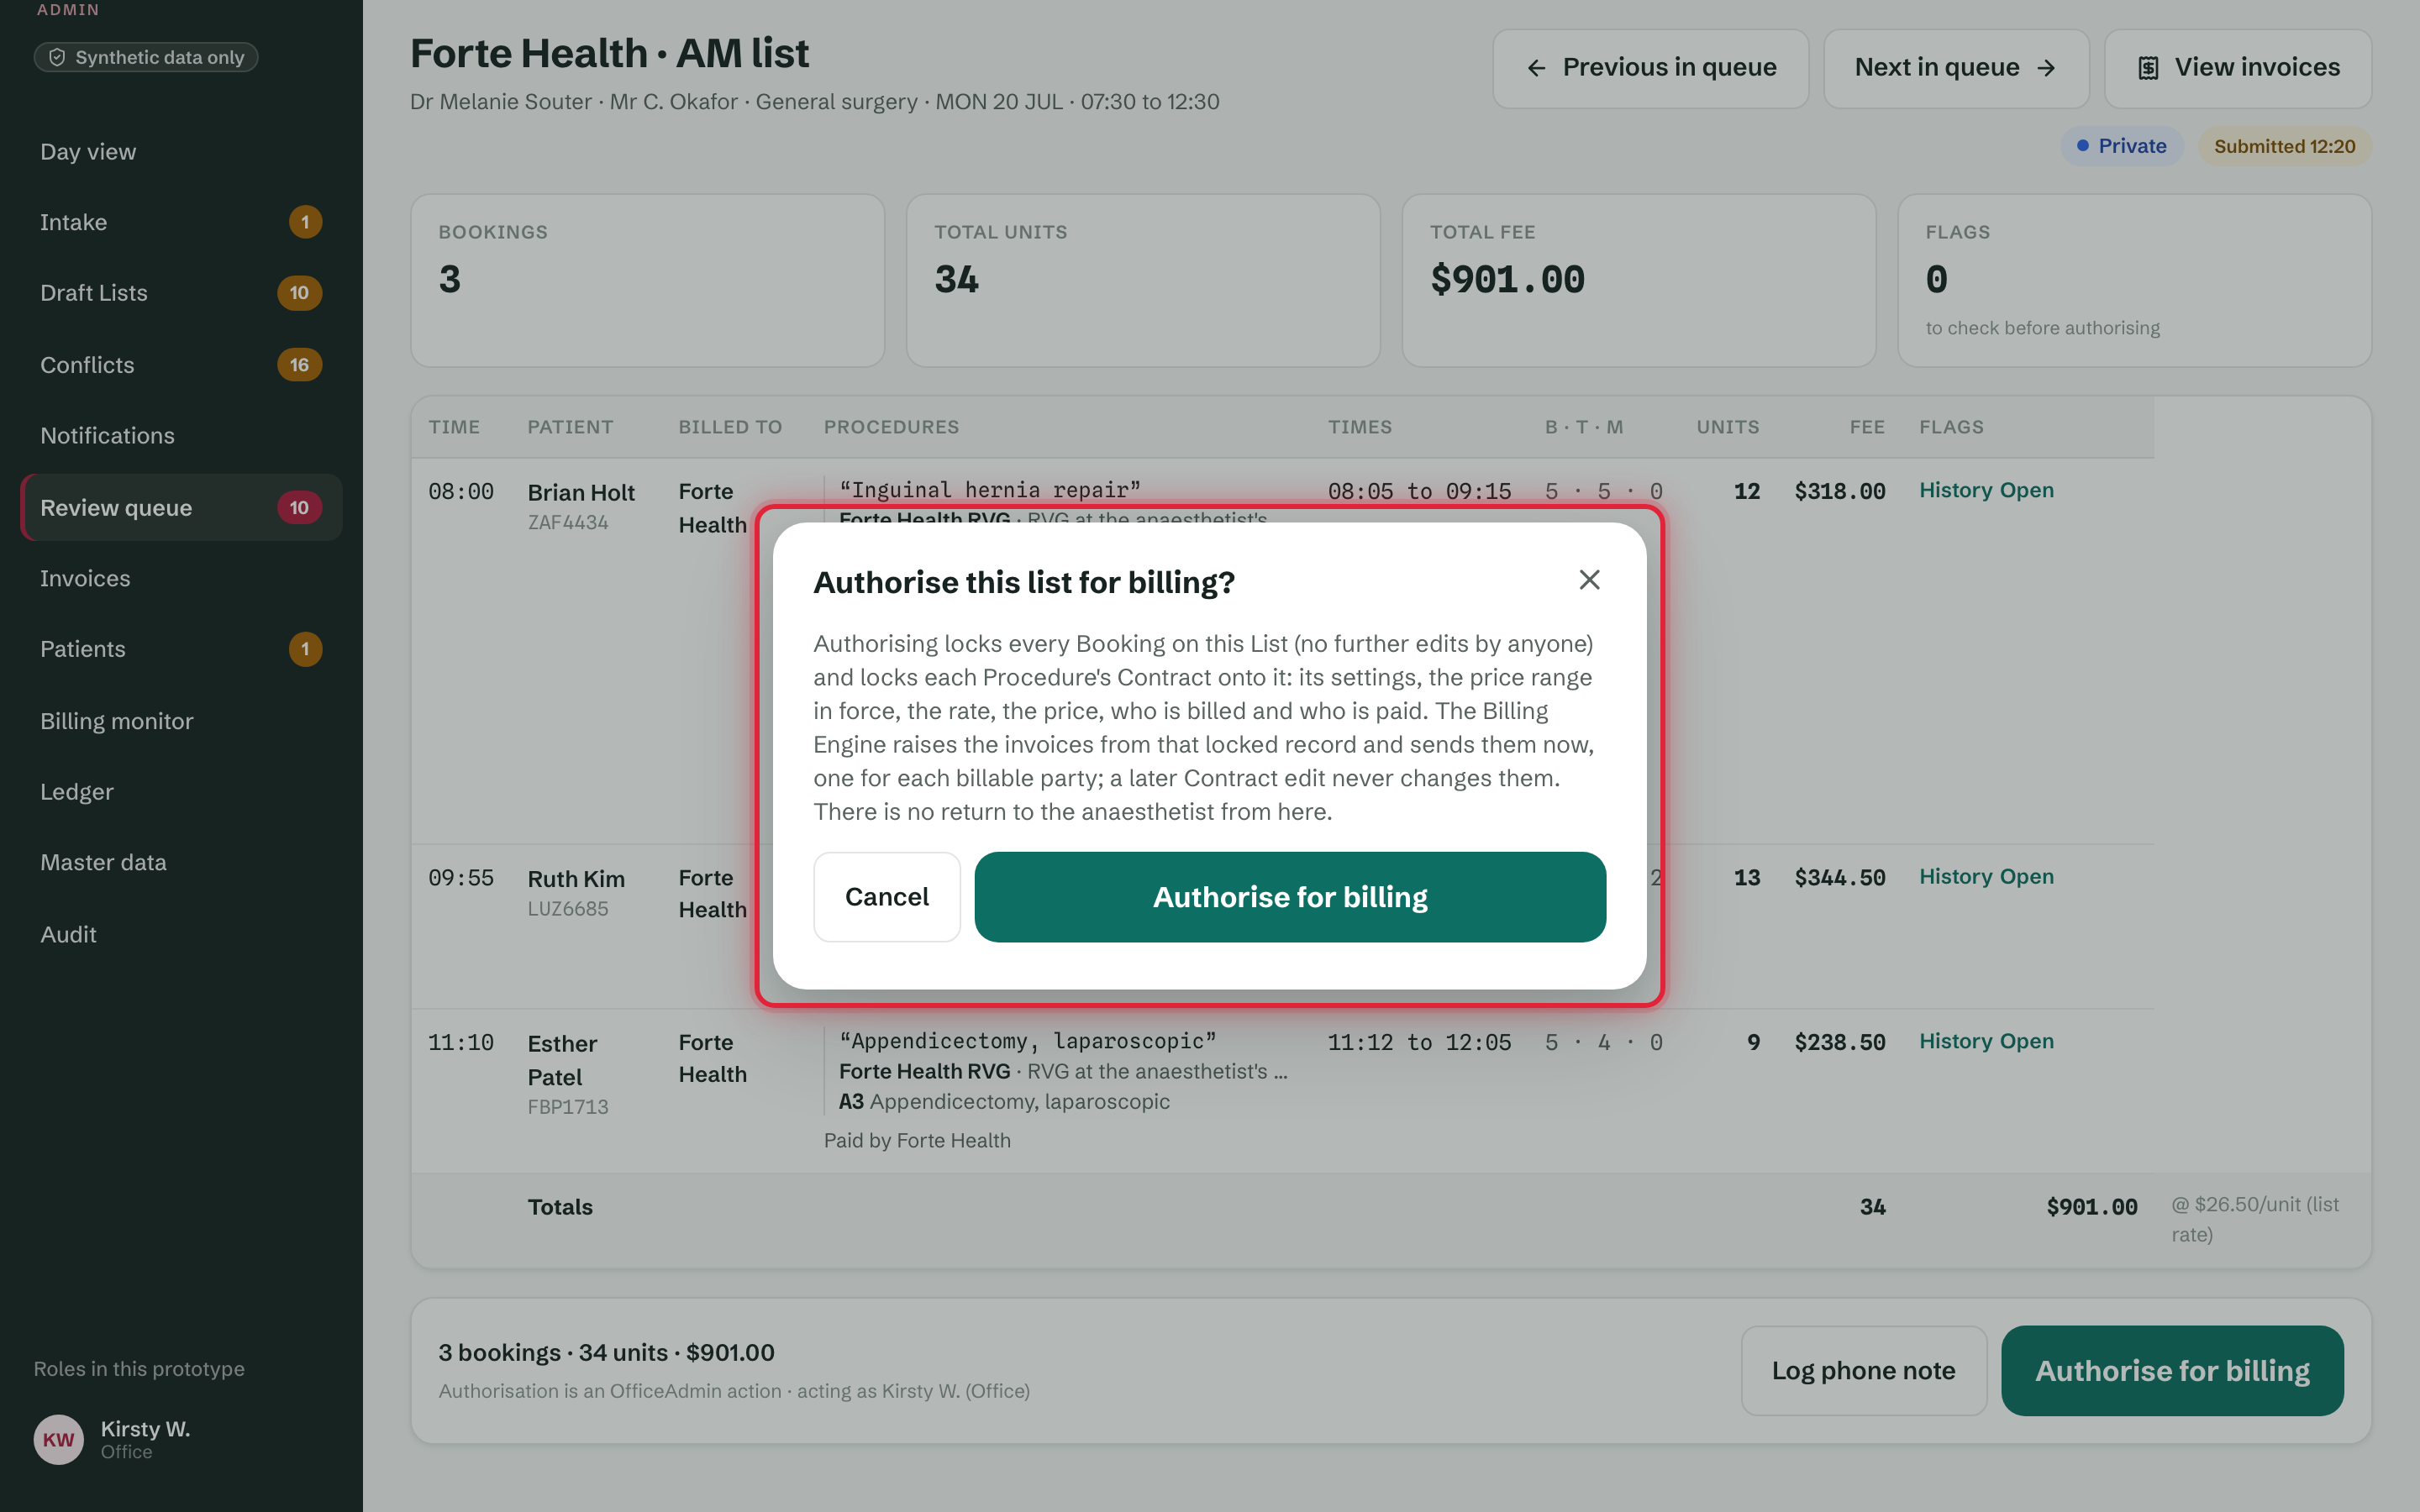 ADMIN
Synthetic data only
Day view
Intake 1
Draft Lists 10
Conflicts 16
Notifications
Review queue 10
Invoices
Patients 1
Billing monitor
Ledger
Master data
Audit
Roles in this prototype
KW
Kirsty W.
Office
Forte Health · AM list
Dr Melanie Souter · Mr C. Okafor · General surgery · MON 20 JUL · 07:30 to 12:30
← Previous in queue
Next in queue →
View invoices
Private
Submitted 12:20
BOOKINGS
3
TOTAL UNITS
34
TOTAL FEE
$901.00
FLAGS
0
to check before authorising
TIME PATIENT BILLED TO PROCEDURES TIMES B · T · M UNITS FEE FLAGS
08:00 Brian Holt Forte “Inguinal hernia repair” 08:05 to 09:15 5 · 5 · 0 12 $318.00 History Open
ZAF4434 Health Forte Health RVG · RVG at the anaesthetist's
Authorise this list for billing?
Authorising locks every Booking on this List (no further edits by anyone)
and locks each Procedure's Contract onto it: its settings, the price range
in force, the rate, the price, who is billed and who is paid. The Billing
Engine raises the invoices from that locked record and sends them now,
one for each billable party; a later Contract edit never changes them.
There is no return to the anaesthetist from here.
Cancel
Authorise for billing
09:55 Ruth Kim Forte 2 13 $344.50 History Open
LUZ6685 Health
11:10 Esther Forte “Appendicectomy, laparoscopic” 11:12 to 12:05 5 · 4 · 0 9 $238.50 History Open
Patel Health Forte Health RVG · RVG at the anaesthetist's ...
FBP1713 A3 Appendicectomy, laparoscopic
Paid by Forte Health
Totals 34 $901.00 @ $26.50/unit (list
rate)
3 bookings · 34 units · $901.00
Authorisation is an OfficeAdmin action · acting as Kirsty W. (Office)
Log phone note
Authorise for billing